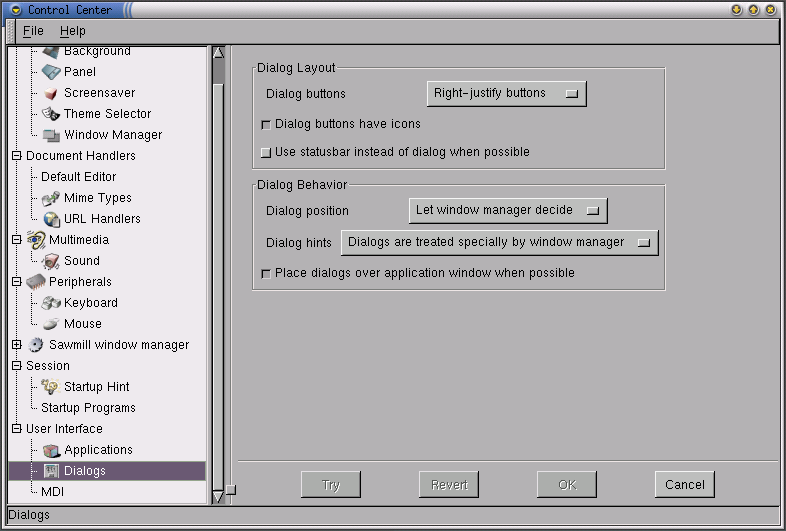 Control Center
File Help
Background
Panel
Screensaver
Theme Selector
Window Manager
Document Handlers
Default Editor
Mime Types
URL Handlers
Multimedia
Sound
Peripherals
Keyboard
Mouse
Sawmill window manager
Session
Startup Hint
Startup Programs
User Interface
Applications
Dialogs
MDI
Dialog Layout
Dialog buttons Right-justify buttons
Dialog buttons have icons
Use statusbar instead of dialog when possible
Dialog Behavior
Dialog position Let window manager decide
Dialog hints Dialogs are treated specially by window manager
Place dialogs over application window when possible
Try Revert OK Cancel
Dialogs